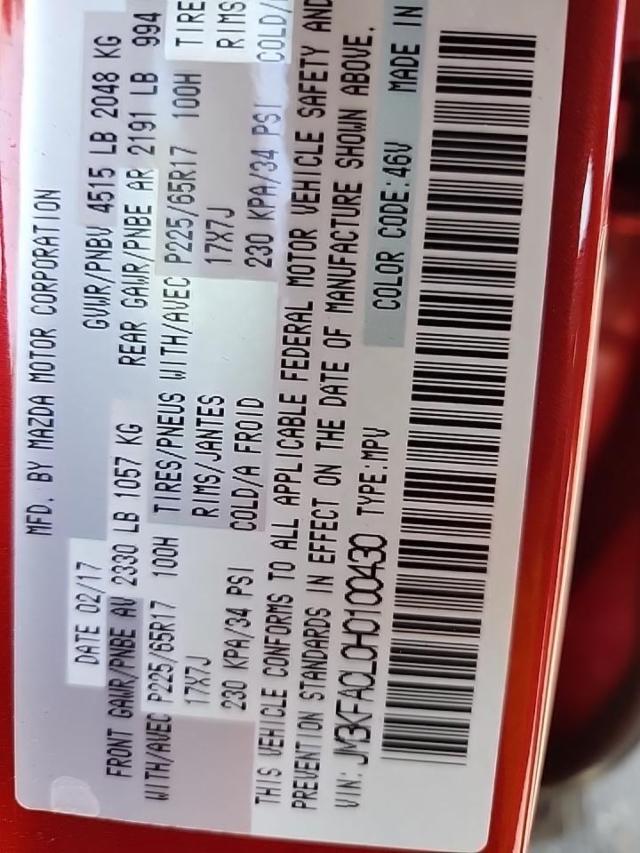 MFD. BY MAZDA MOTOR CORPORATION
DATE 02/17 GVWR/PNBV 4515 LB 2048 KG
FRONT GAWR/PNBE AV 2330 LB 1057 KG REAR GAWR/PNBE AR 2191 LB 994
WITH/AVEC P225/65R17 100H TIRES/PNEUS WITH/AVEC P225/65R17 100H TIRE
17X7J RIMS/JANTES 17X7J RIMS
230 KPA/34 PSI COLD/A FROID 230 KPA/34 PSI COLD/
THIS VEHICLE CONFORMS TO ALL APPLICABLE FEDERAL MOTOR VEHICLE SAFETY AND
PREVENTION STANDARDS IN EFFECT ON THE DATE OF MANUFACTURE SHOWN ABOVE.
VIN: JM3KFACL0H0100430 TYPE:MPV COLOR CODE:46V MADE IN